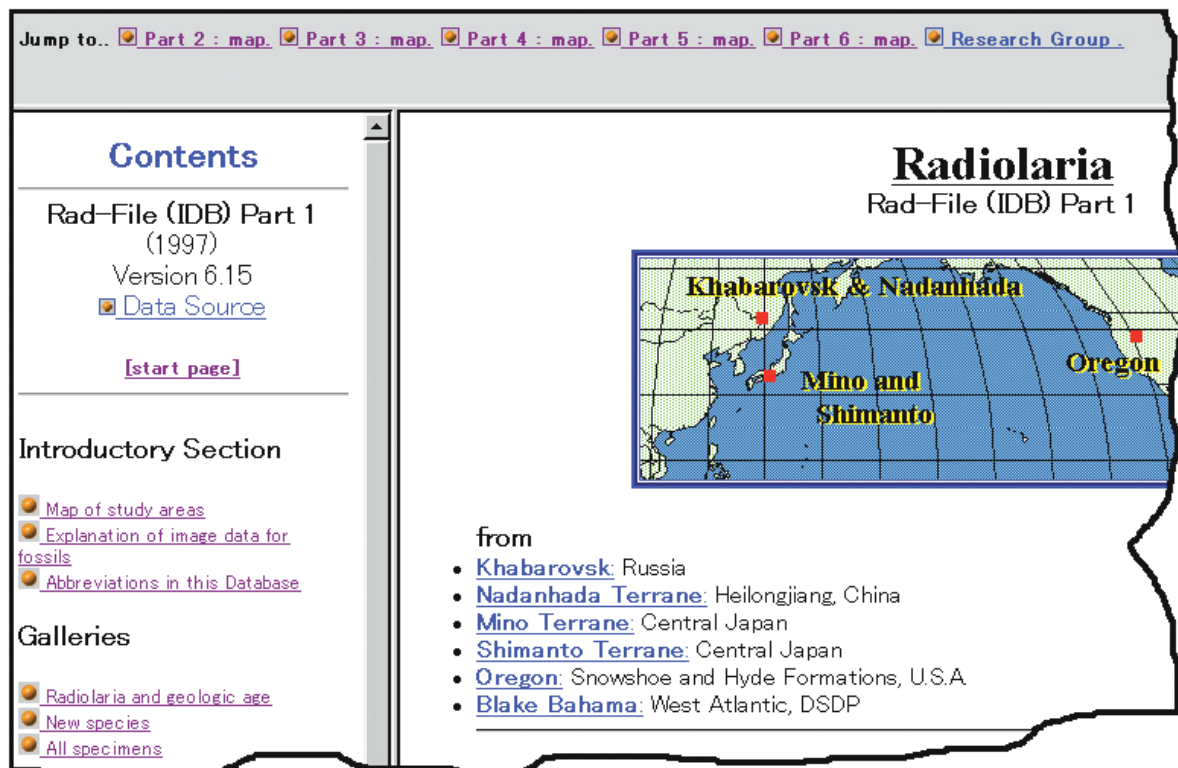 Jump to.. Part 2 : map. Part 3 : map. Part 4 : map. Part 5 : map. Part 6 : map. Research Group .
Contents
Rad-File (IDB) Part 1
(1997)
Version 6.15
Data Source
[start page]
Introductory Section
Map of study areas
Explanation of image data for
fossils
Abbreviations in this Database
Galleries
Radiolaria and geologic age
New species
All specimens
Radiolaria
Rad-File (IDB) Part 1
Khabarovsk & Nadanhada
Oregon
Mino and
Shimanto
from
• Khabarovsk: Russia
• Nadanhada Terrane: Heilongjiang, China
• Mino Terrane: Central Japan
• Shimanto Terrane: Central Japan
• Oregon: Snowshoe and Hyde Formations, U.S.A
• Blake Bahama: West Atlantic, DSDP